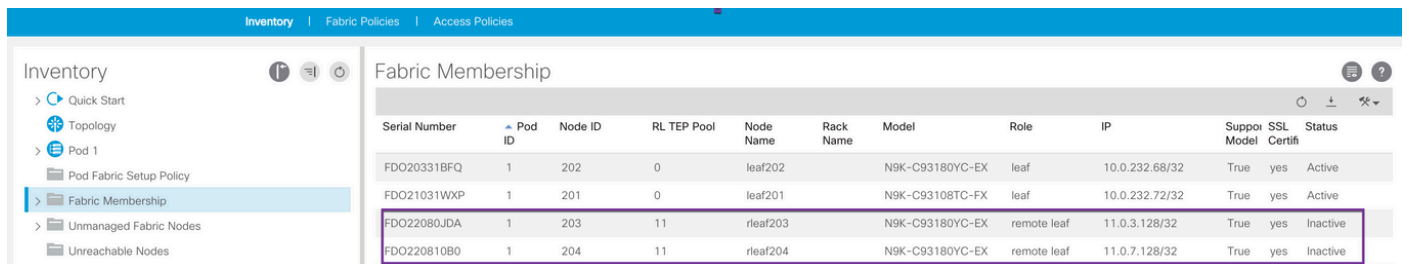 Inventory | Fabric Policies | Access Policies
Inventory
Quick Start
Topology
Pod 1
Pod Fabric Setup Policy
Fabric Membership
Unmanaged Fabric Nodes
Unreachable Nodes
Fabric Membership
Serial Number Pod ID Node ID RL TEP Pool Node Name Rack Name Model Role IP Suppor Model SSL Certifi Status
FDO20331BFQ 1 202 0 leaf202 N9K-C93180YC-EX leaf 10.0.232.68/32 True yes Active
FDO21031WXP 1 201 0 leaf201 N9K-C93108TC-FX leaf 10.0.232.72/32 True yes Active
FDO22080JDA 1 203 11 rleaf203 N9K-C93180YC-EX remote leaf 11.0.3.128/32 True yes Inactive
FDO220810B0 1 204 11 rleaf204 N9K-C93180YC-EX remote leaf 11.0.7.128/32 True yes Inactive